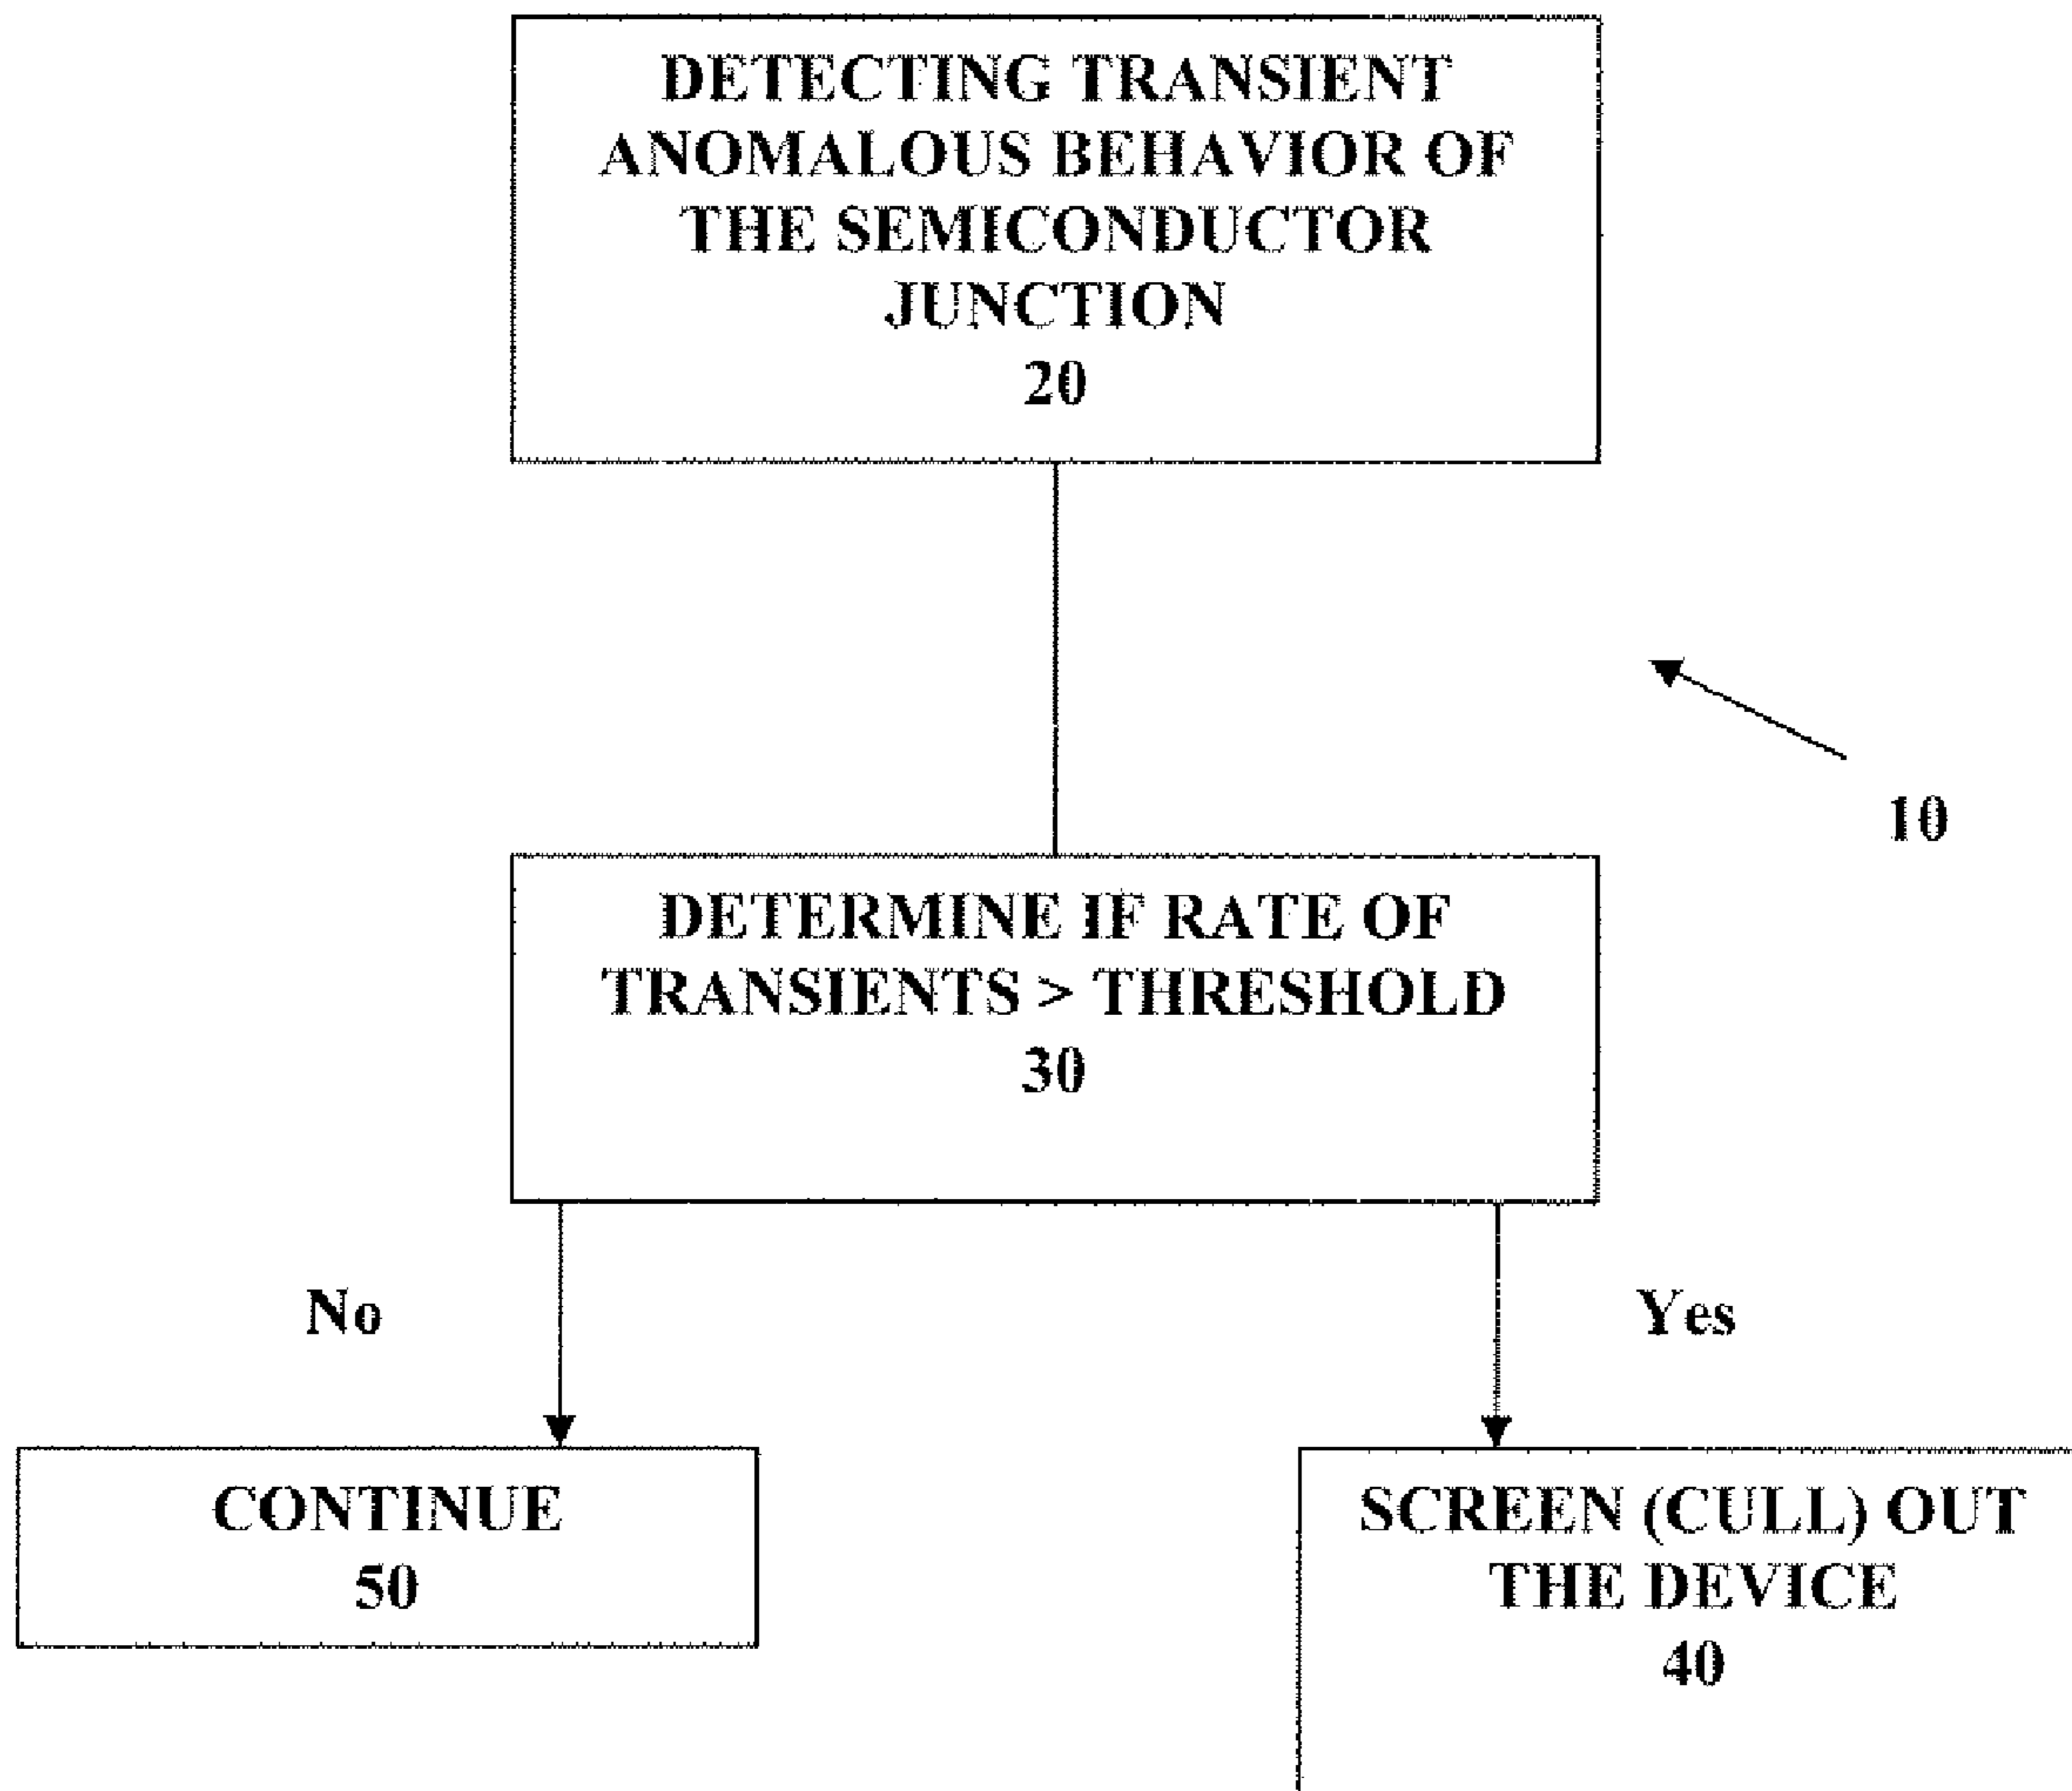 DETECTING TRANSIENT
ANOMALOUS BEHAVIOR OF
THE SEMICONDUCTOR
JUNCTION
20
10
DETERMINE IF RATE OF
TRANSIENTS > THRESHOLD
30
No
Yes
CONTINUE
50
SCREEN (CULL) OUT
THE DEVICE
40